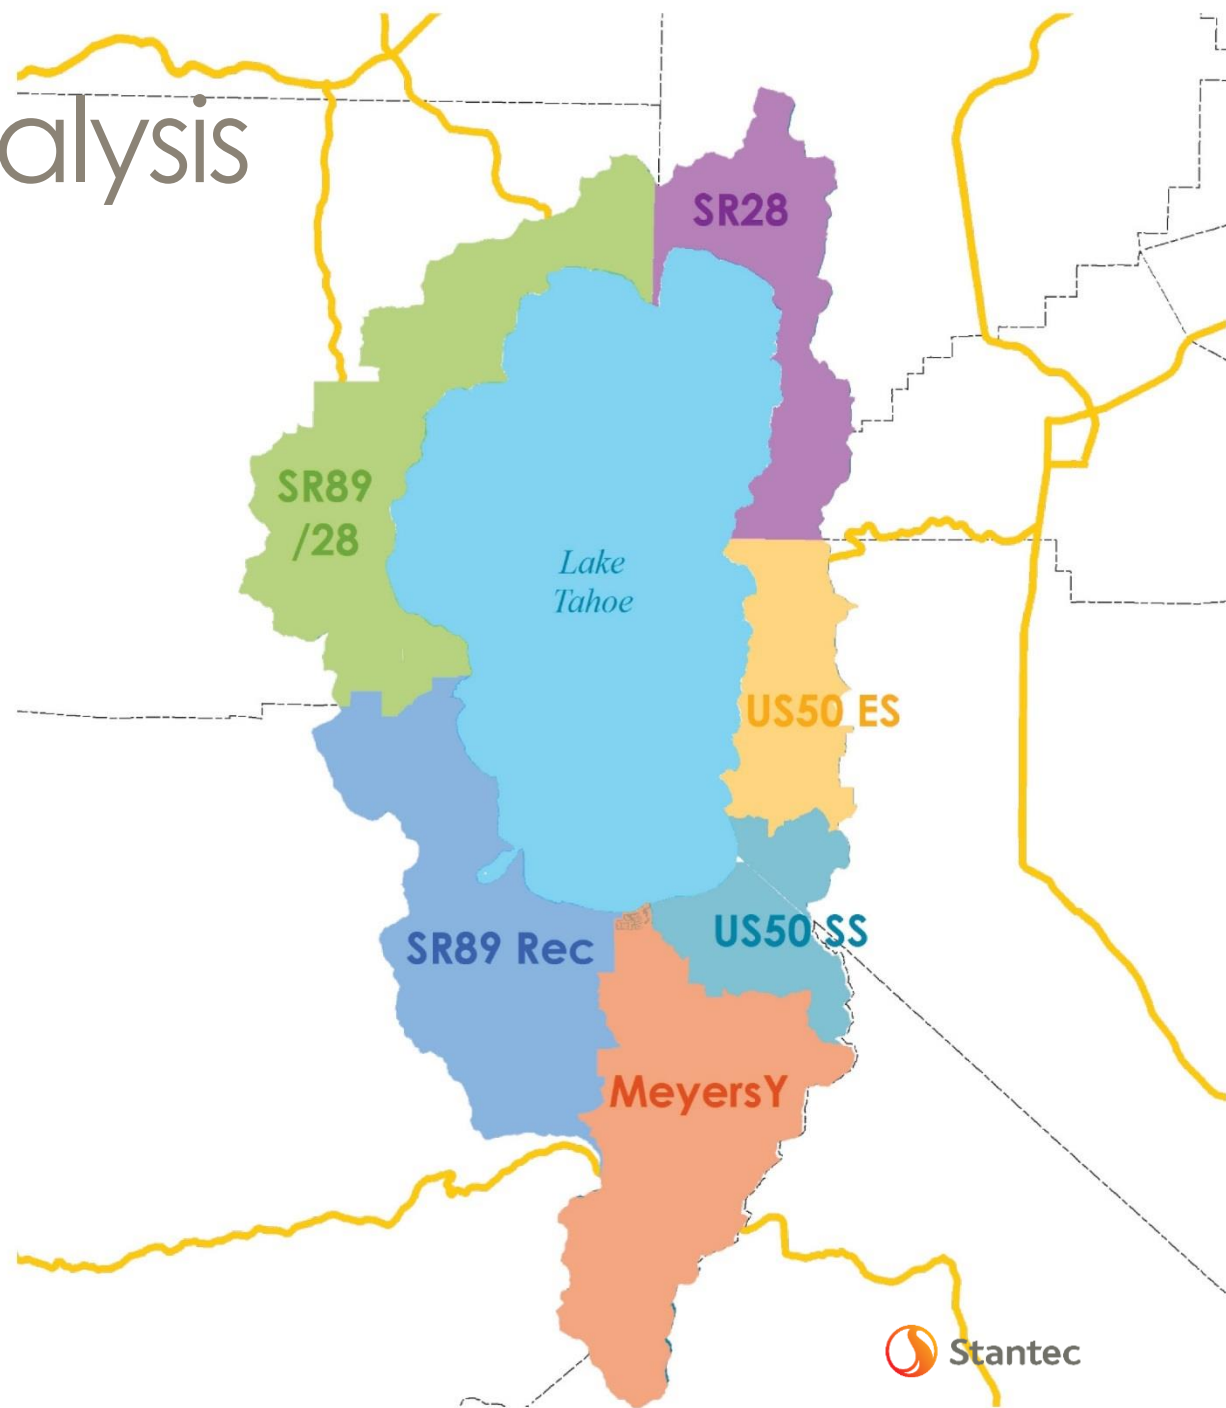 alysis
SR28
SR89
/28
Lake
Tahoe
US50 ES
US50 SS
SR89 Rec
MeyersY
Stantec